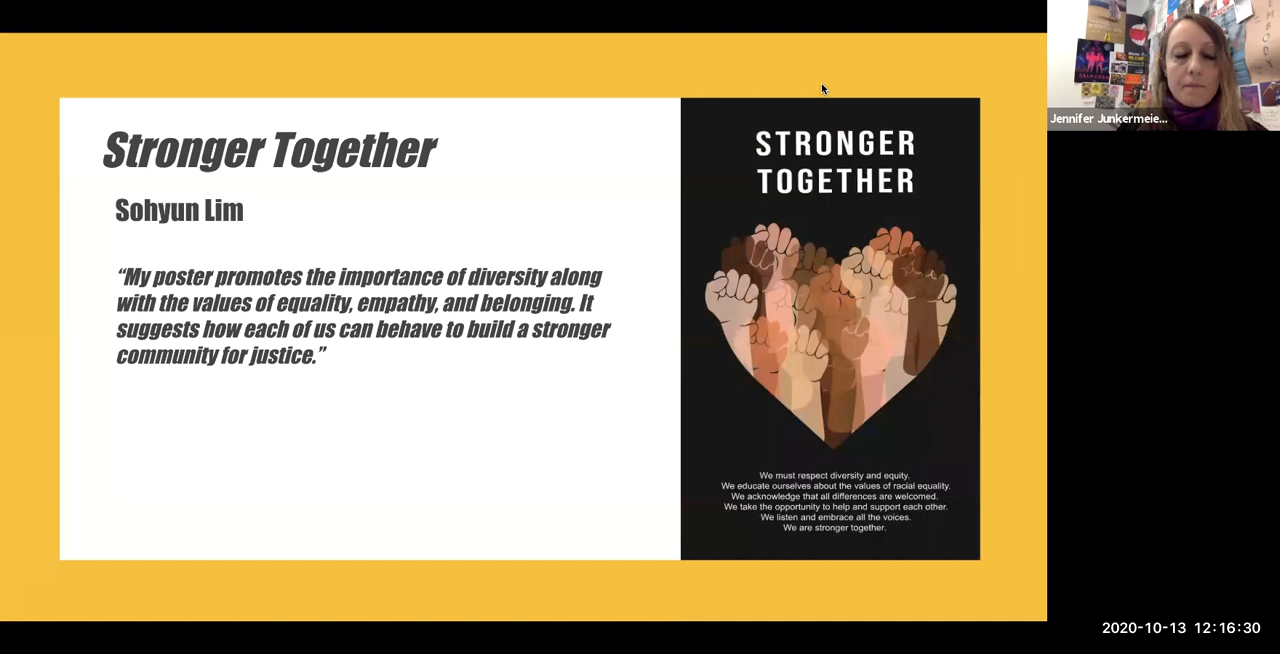 Stronger Together
Sohyun Lim
“My poster promotes the importance of diversity along
with the values of equality, empathy, and belonging. It
suggests how each of us can behave to build a stronger
community for justice.”
STRONGER
TOGETHER
We must respect diversity and equity.
We educate ourselves about the values of racial equality.
We acknowledge that all differences are welcomed.
We take the opportunity to help and support each other.
We listen and embrace all the voices.
We are stronger together.
Jennifer Junkermeie...
2020-10-13 12:16:30